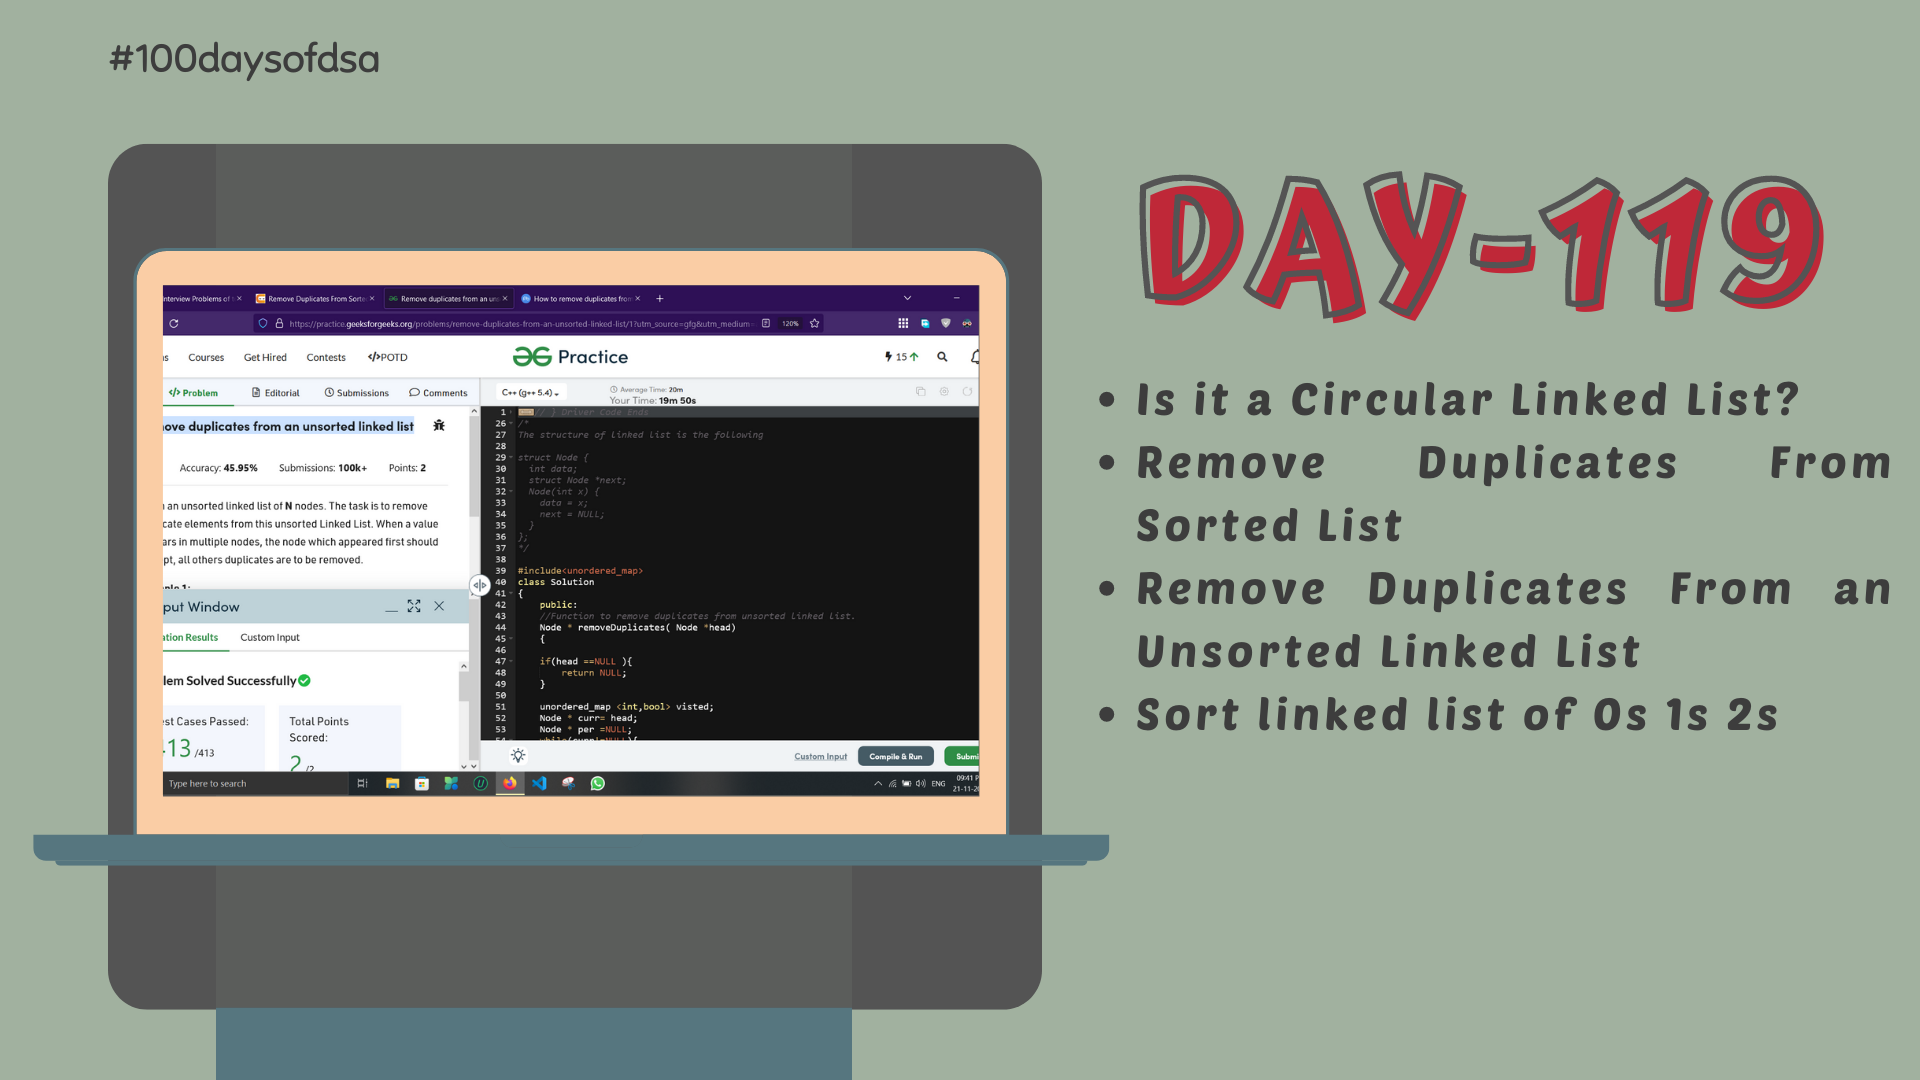 #100daysofdsa
DAY-119
• Is it a Circular Linked List?
• Remove Duplicates From
Sorted List
• Remove Duplicates From an
Unsorted Linked List
• Sort linked list of 0s 1s 2s
nterview Problems of
Remove Duplicates From Sorte
Remove duplicates from an uns
How to remove duplicates from
https://practice.geeksforgeeks.org/problems/remove-duplicates-from-an-unsorted-linked-list/1?utm_source=gfg&utm_medium
120%
Courses Get Hired Contests </>POTD
Practice
15
</> Problem Editorial Submissions Comments
ove duplicates from an unsorted linked list
Accuracy: 45.95% Submissions: 100k+ Points: 2
an unsorted linked list of N nodes. The task is to remove
cate elements from this unsorted Linked List. When a value
ars in multiple nodes, the node which appeared first should
pt, all others duplicates are to be removed.
put Window
ation Results Custom Input
lem Solved Successfully
st Cases Passed:
13 /413
Total Points
Scored:
2 /2
C++ (g++ 5.4)
Average Time: 20m
Your Time: 19m 50s
1 // } Driver Code Ends
26 /*
27 The structure of linked list is the following
28
29 struct Node {
30 int data;
31 struct Node *next;
32 Node(int x) {
33 data = x;
34 next = NULL;
35 }
36 };
37 */
38
39 #include<unordered_map>
40 class Solution
41 {
42 public:
43 //Function to remove duplicates from unsorted linked list.
44 Node * removeDuplicates( Node *head)
45 {
46
47 if(head ==NULL ){
48 return NULL;
49 }
50
51 unordered_map <int,bool> visted;
52 Node * curr= head;
53 Node * per =NULL;
54 while(curr!=NULL){
Custom Input Compile & Run Submi
Type here to search
ENG
09:41 P
21-11-20